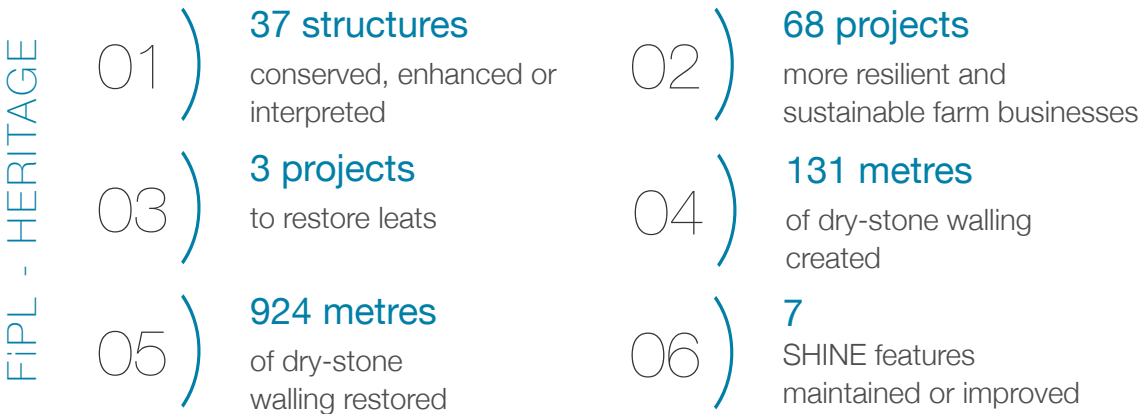 FiPL - HERITAGE
01
37 structures
conserved, enhanced or
interpreted
02
68 projects
more resilient and
sustainable farm businesses
03
3 projects
to restore leats
04
131 metres
of dry-stone walling
created
05
924 metres
of dry-stone
walling restored
06
7
SHINE features
maintained or improved